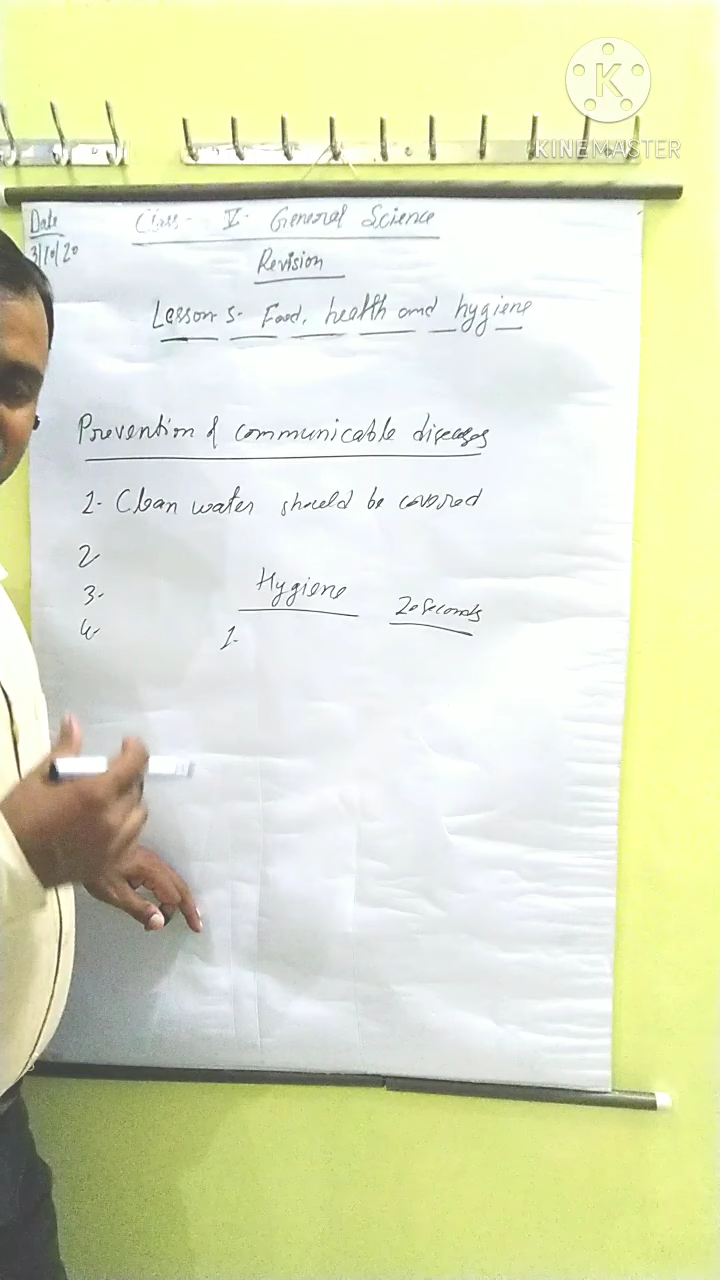 K
KINEMASTER
Date
3/10/20
Class- V- General Science
Revision
Lesson 5- Food, health and hygiene
Prevention of communicable diseases
1- Clean water should be covered
2-
3-
4-
Hygiene
20 seconds
1-